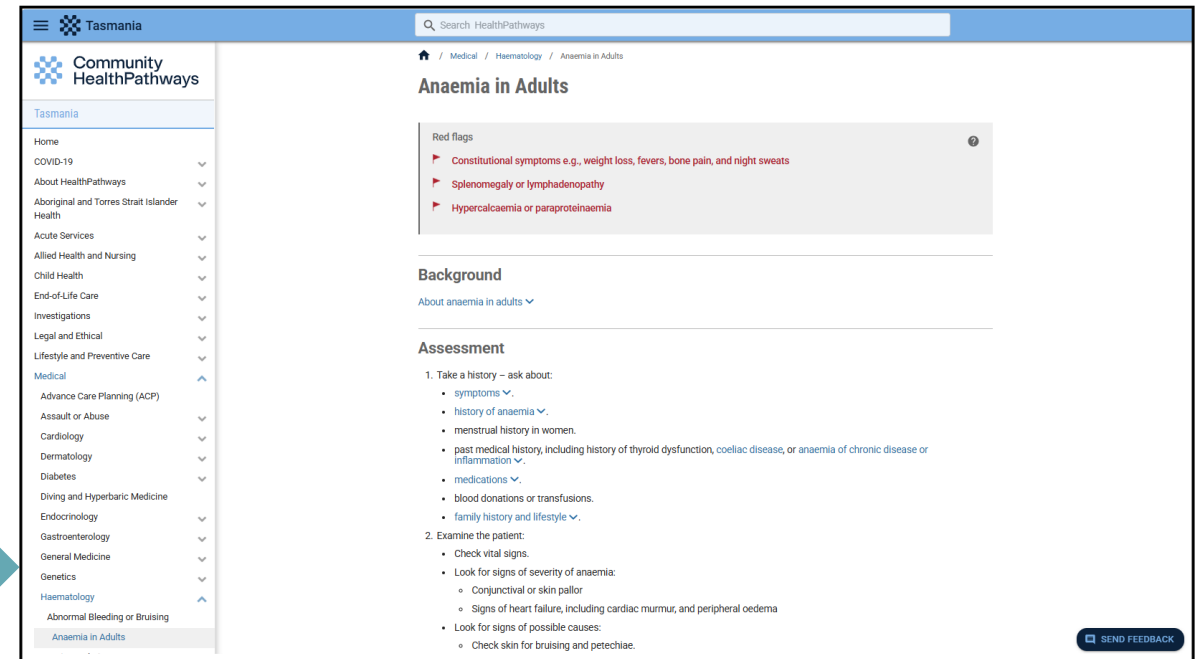 Tasmania
Search HealthPathways
Community
HealthPathways
Tasmania
Home
COVID-19
About HealthPathways
Aboriginal and Torres Strait Islander
Health
Acute Services
Allied Health and Nursing
Child Health
End-of-Life Care
Investigations
Legal and Ethical
Lifestyle and Preventive Care
Medical
Advance Care Planning (ACP)
Assault or Abuse
Cardiology
Dermatology
Diabetes
Diving and Hyperbaric Medicine
Endocrinology
Gastroenterology
General Medicine
Genetics
Haematology
Abnormal Bleeding or Bruising
Anaemia in Adults
/ Medical / Haematology / Anaemia in Adults
Anaemia in Adults
Red flags
Constitutional symptoms e.g., weight loss, fevers, bone pain, and night sweats
Splenomegaly or lymphadenopathy
Hypercalcaemia or paraproteinaemia
Background
About anaemia in adults
Assessment
1. Take a history – ask about:
• symptoms.
• history of anaemia.
• menstrual history in women.
• past medical history, including history of thyroid dysfunction, coeliac disease, or anaemia of chronic disease or
inflammation.
• medications.
• blood donations or transfusions.
• family history and lifestyle.
2. Examine the patient:
• Check vital signs.
• Look for signs of severity of anaemia:
◦ Conjunctival or skin pallor
◦ Signs of heart failure, including cardiac murmur, and peripheral oedema
• Look for signs of possible causes:
◦ Check skin for bruising and petechiae.
SEND FEEDBACK